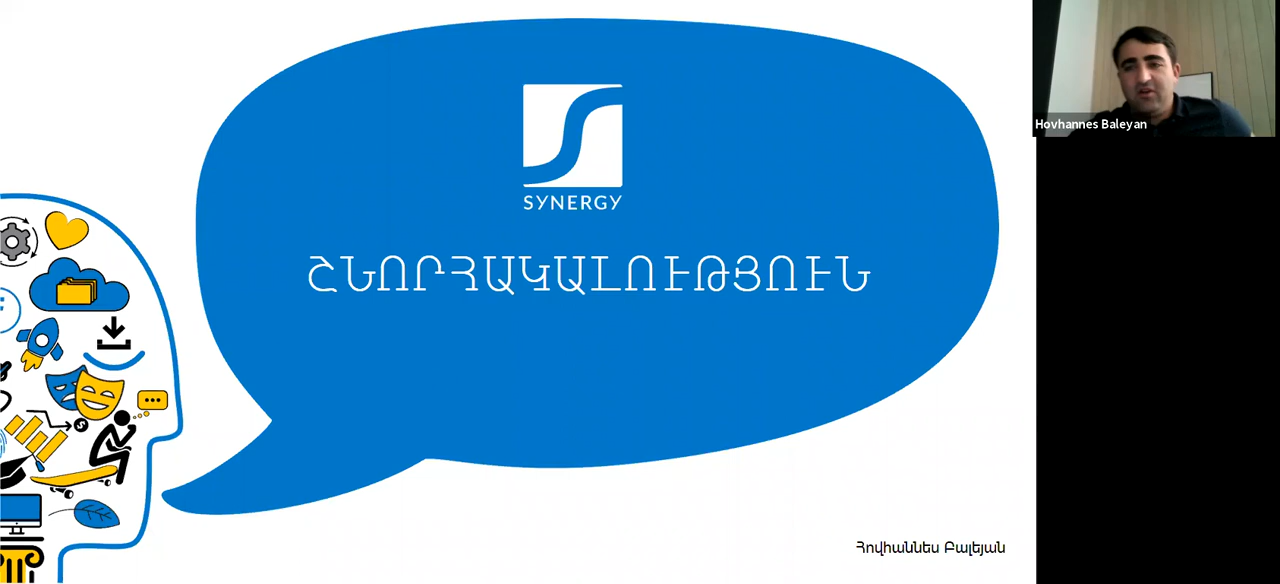 SYNERGY
ՇՆՈՐՀԱԿԱԼՈՒԹՅՈՒՆ
Հովհաննես Բալեյան
Hovhannes Baleyan